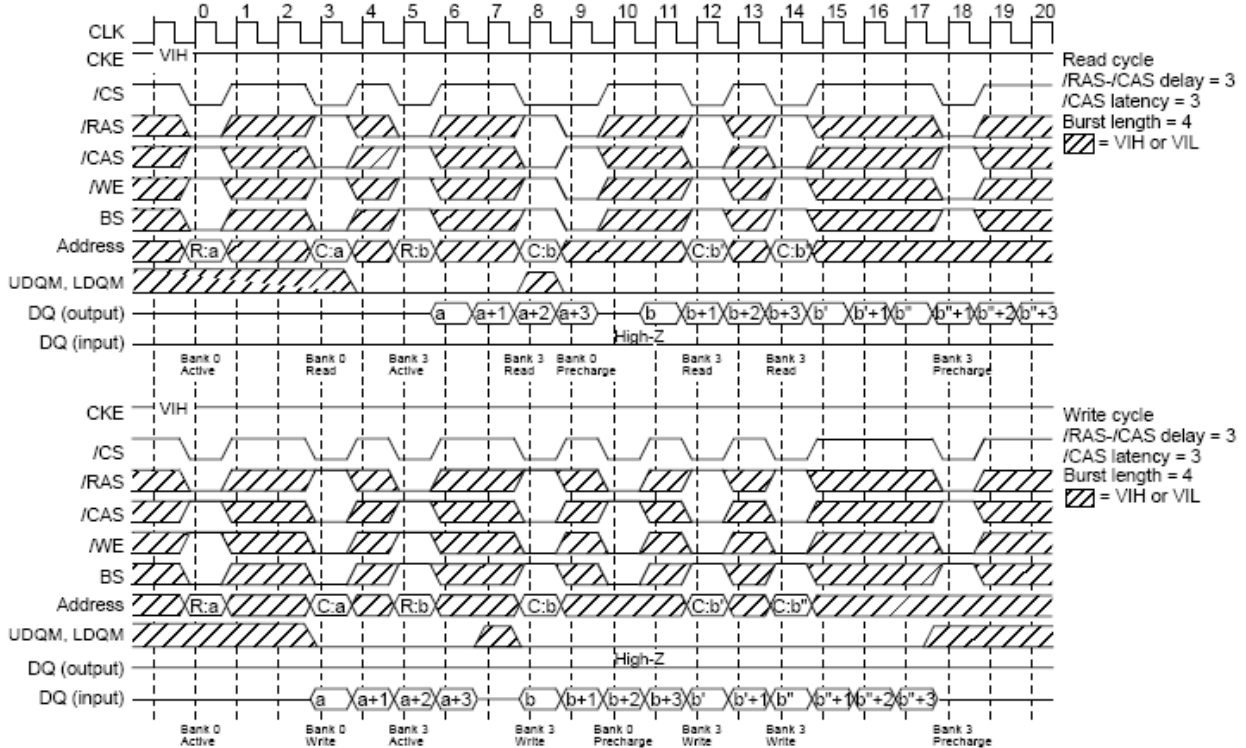 0 1 2 3 4 5 6 7 8 9 10 11 12 13 14 15 16 17 18 19 20
CLK
CKE VIH
/CS
/RAS
/CAS
/WE
BS
Address R:a C:a R:b C:b C:b' C:b'
UDQM, LDQM
DQ (output) a a+1 a+2 a+3 b b+1 b+2 b+3 b' b'+1 b" b"+1 b"+2 b"+3
DQ (input) High-Z
Bank 0 Active
Bank 0 Read
Bank 3 Active
Bank 3 Read
Bank 0 Precharge
Bank 3 Read
Bank 3 Read
Bank 3 Precharge
Read cycle
/RAS-/CAS delay = 3
/CAS latency = 3
Burst length = 4
= VIH or VIL
CKE VIH
/CS
/RAS
/CAS
/WE
BS
Address R:a C:a R:b C:b C:b' C:b"
UDQM, LDQM
DQ (output) High-Z
DQ (input) a a+1 a+2 a+3 b b+1 b+2 b+3 b' b'+1 b" b"+1 b"+2 b"+3
Bank 0 Active
Bank 0 Write
Bank 3 Active
Bank 3 Write
Bank 0 Precharge
Bank 3 Write
Bank 3 Write
Bank 3 Precharge
Write cycle
/RAS-/CAS delay = 3
/CAS latency = 3
Burst length = 4
= VIH or VIL